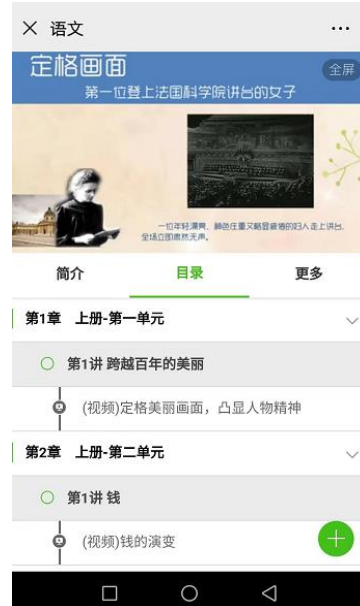 语文
定格画面
全屏
第一位登上法国科学院讲台的女子
一位年轻漂亮、颜色庄重又略显疲倦的妇人走上讲台，
全场立即肃然无声。
简介 目录 更多
第1章 上册-第一单元
第1讲 跨越百年的美丽
(视频)定格美丽画面，凸显人物精神
第2章 上册-第二单元
第1讲 钱
(视频)钱的演变